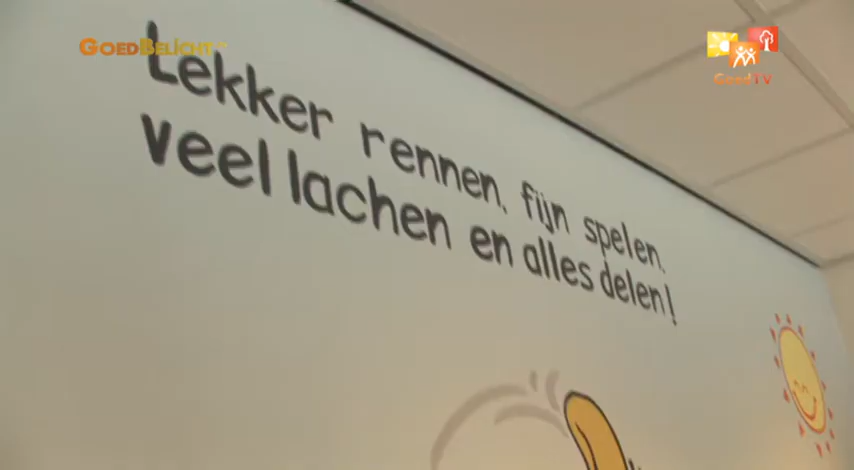 GOEDBELICHT
GoedTV
Lekker rennen, fijn spelen,
veel lachen en alles delen!